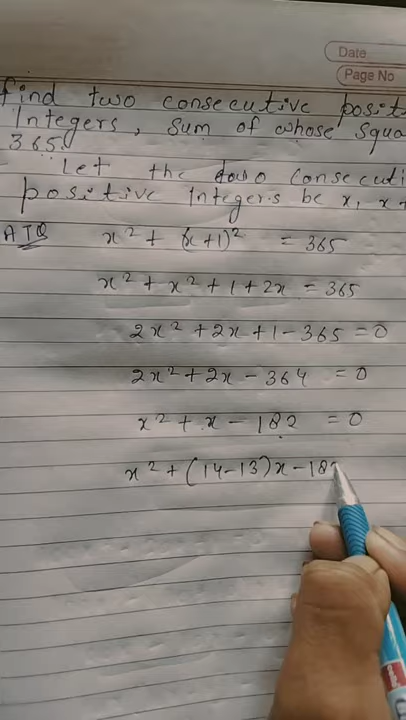 Date
Page No
find two consecutive posit
Integers, Sum of whose squa
365.
Let the two consecuti
positive Integers be x, x +
ATQ x² + (x+1)² = 365
x² + x² + 1 + 2x = 365
2x² + 2x + 1 - 365 = 0
2x² + 2x - 364 = 0
x² + x - 182 = 0
x² + (14-13)x - 182